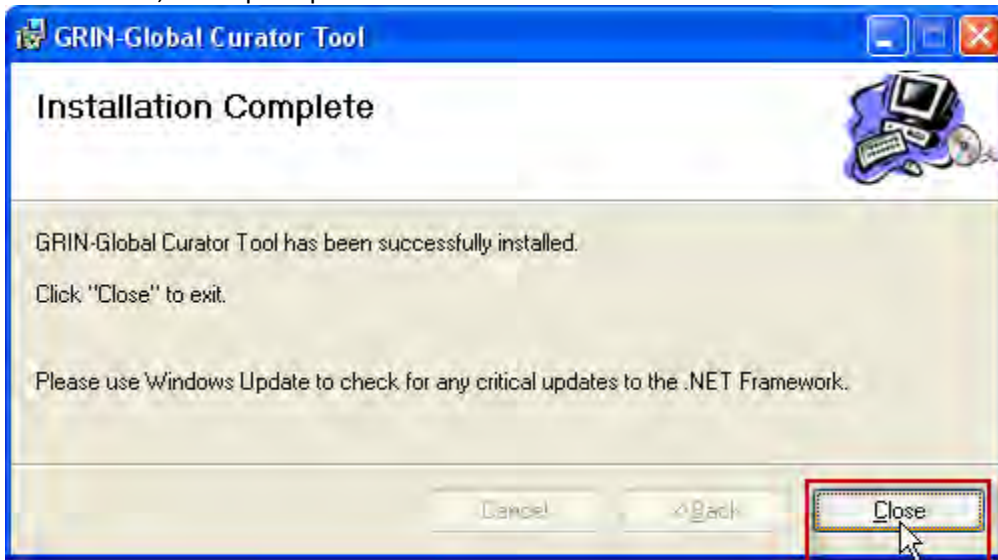 GRIN-Global Curator Tool
Installation Complete
GRIN-Global Curator Tool has been successfully installed.
Click "Close" to exit.
Please use Windows Update to check for any critical updates to the .NET Framework.
Cancel < Back Close